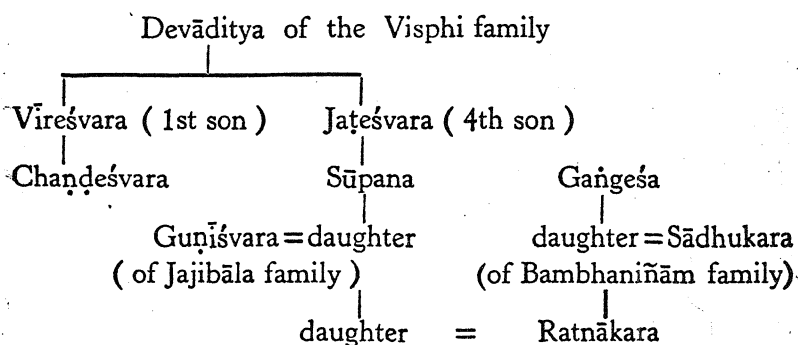 Devāditya of the Visphi family
Vīreśvara ( 1st son ) Jaṭeśvara ( 4th son )
Chaṇḍeśvara Sūpana Gaṅgeśa
Guṇīśvara = daughter daughter = Sādhukara
( of Jajibāla family ) (of Bambhaniñām family)
daughter = Ratnākara